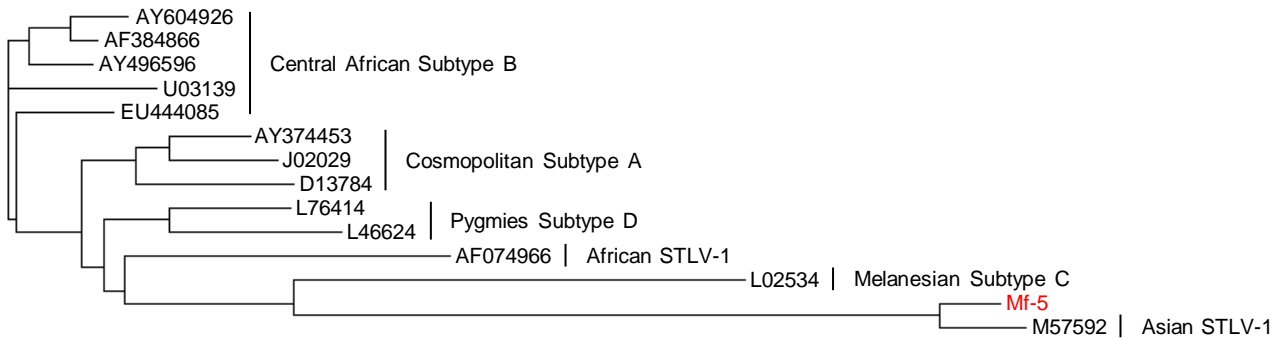 AY604926
AF384866
AY496596
Central African Subtype B
U03139
EU444085
AY374453
J02029
Cosmopolitan Subtype A
D13784
L76414
Pygmies Subtype D
L46624
AF074966 African STLV-1
L02534 Melanesian Subtype C
Mf-5
M57592 Asian STLV-1